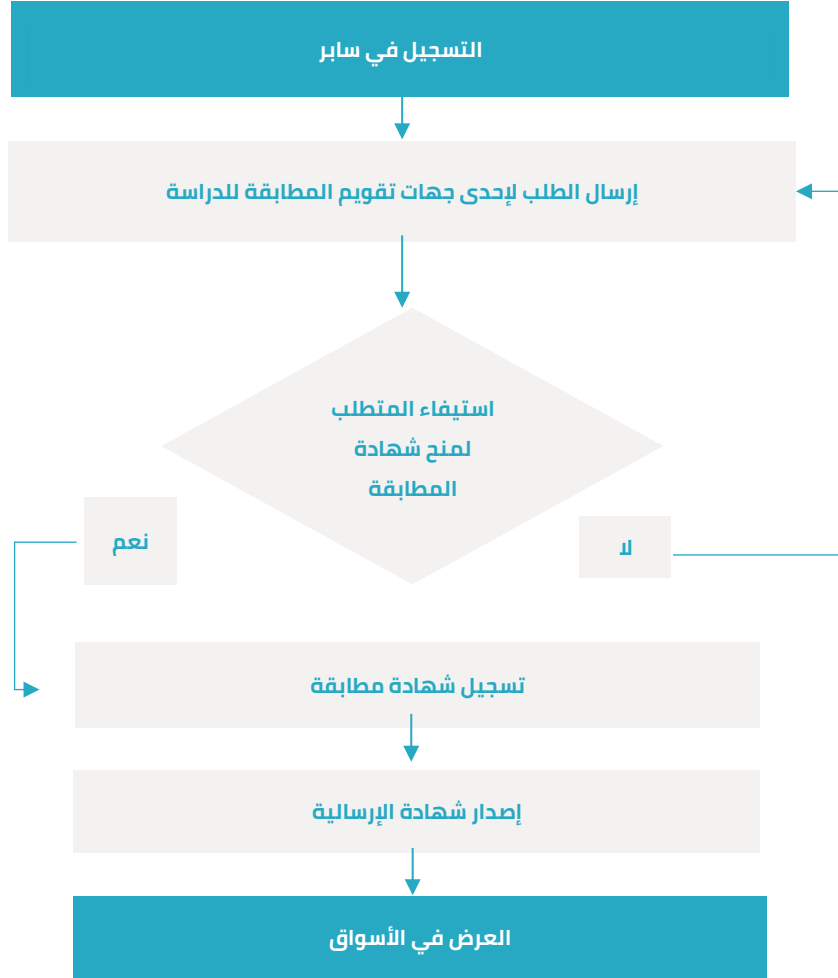 التسجيل في سابر
إرسال الطلب لإحدى جهات تقويم المطابقة للدراسة
استيفاء المتطلب
لمنح شهادة
المطابقة
نعم
لا
تسجيل شهادة مطابقة
إصدار شهادة الإرسالية
العرض في الأسواق